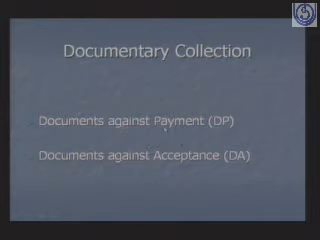 Documentary Collection
Documents against Payment (DP)
Documents against Acceptance (DA)